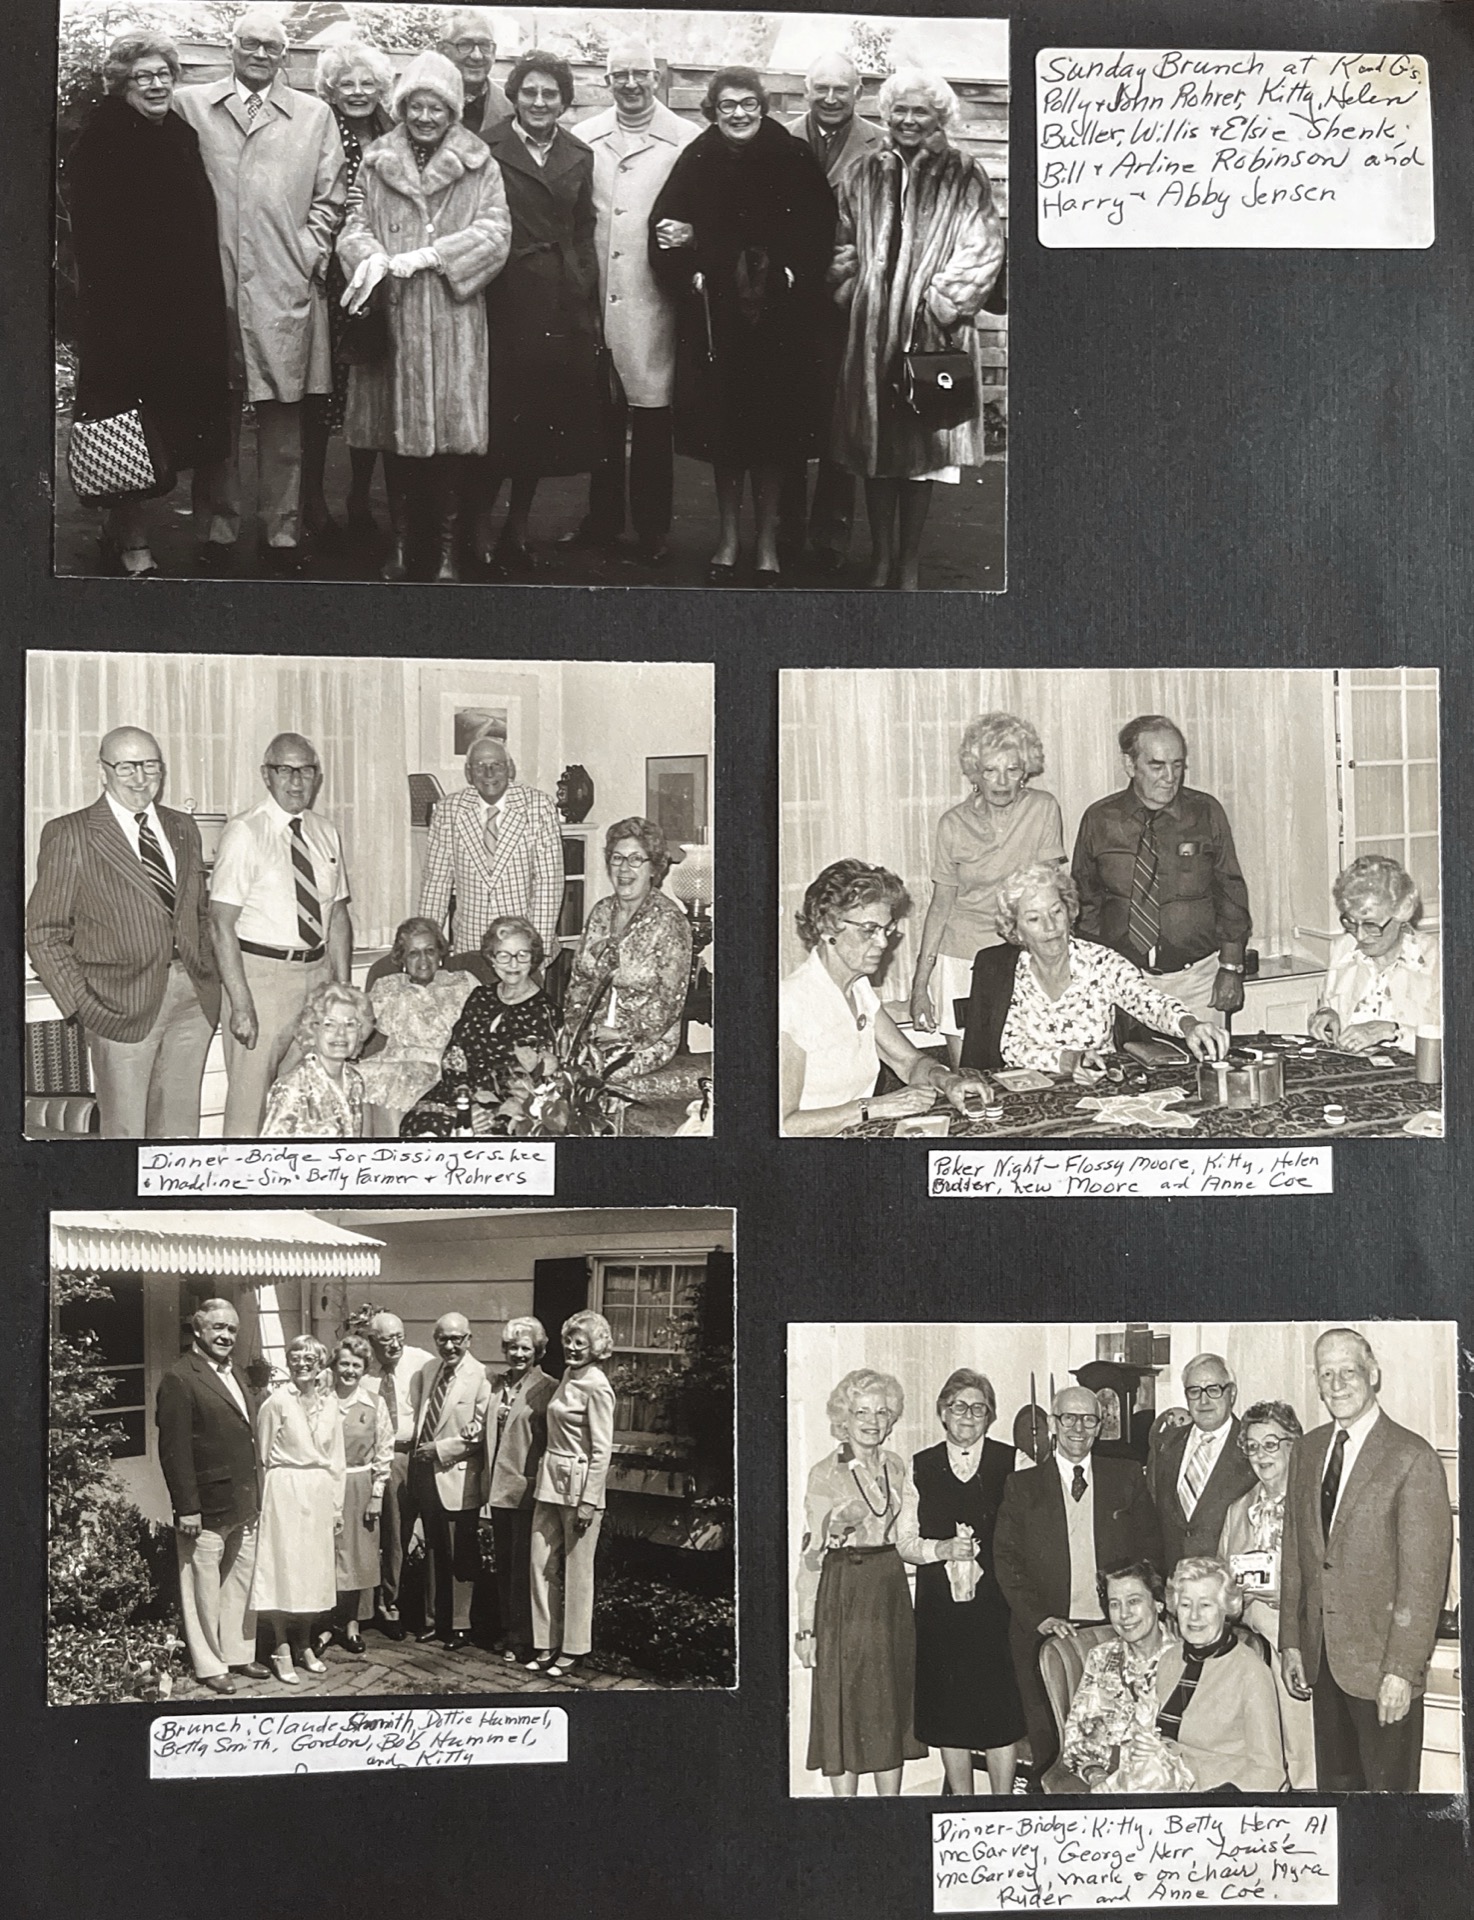 Sunday Brunch at K and G's.
Polly + John Rohrer, Kitty, Helen
Butler, Willis + Elsie Shenk,
Bill + Arline Robinson and
Harry + Abby Jensen
Dinner-Bridge for Dissingers-Lee
+ Madeline-Jim + Betty Farmer + Rohrers
Poker Night-Flossy Moore, Kitty, Helen
Butler, Lew Moore and Anne Coe
Brunch: Claude Smith, Dottie Hummel,
Betty Smith, Gordon, Bob Hummel,
and Kitty
Dinner-Bridge: Kitty, Betty Herr, Al
McGarvey, George Herr, Louise
McGarvey, Mark & on chair, Myra
Ruder and Anne Coe.